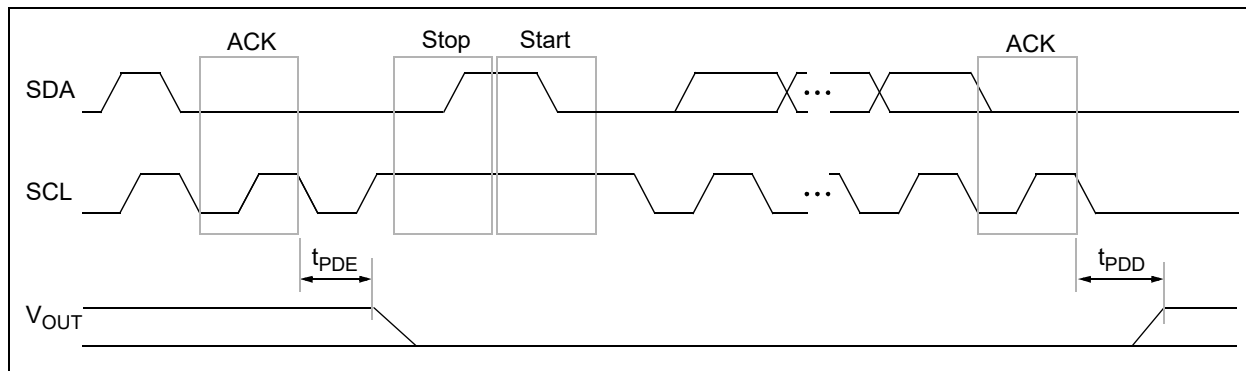 ACK Stop Start ACK
SDA ...
SCL ...
tPDE tPDD
VOUT